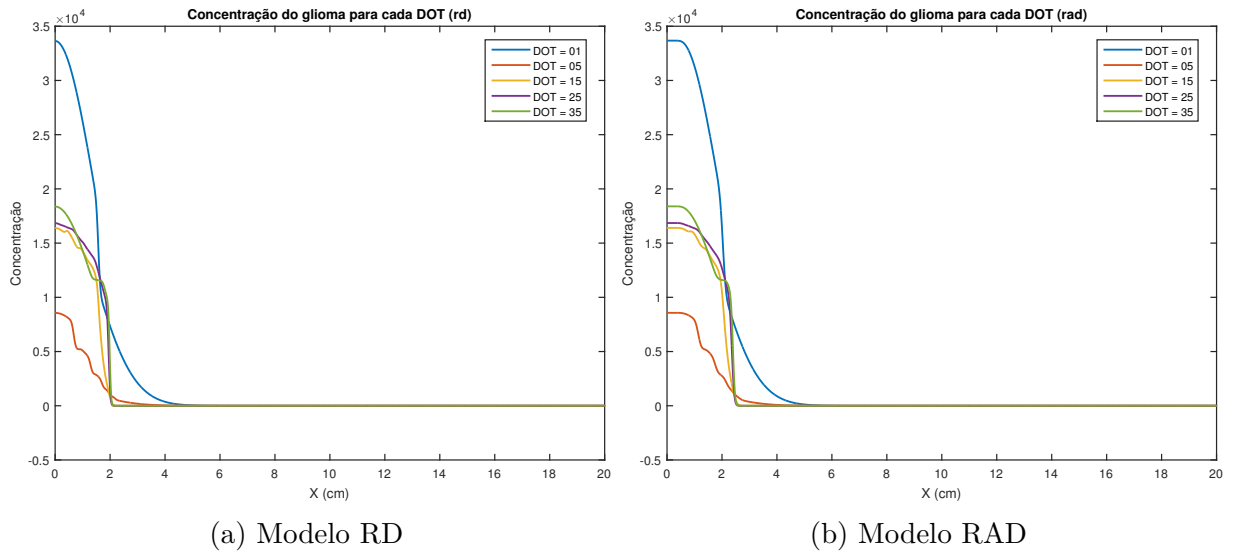 Concentração do glioma para cada DOT (rd)
×10⁴
3.5
3
2.5
2
1.5
1
0.5
0
-0.5
Concentração
DOT = 01
DOT = 05
DOT = 15
DOT = 25
DOT = 35
0 2 4 6 8 10 12 14 16 18 20
X (cm)
(a) Modelo RD
Concentração do glioma para cada DOT (rad)
×10⁴
3.5
3
2.5
2
1.5
1
0.5
0
-0.5
Concentração
DOT = 01
DOT = 05
DOT = 15
DOT = 25
DOT = 35
0 2 4 6 8 10 12 14 16 18 20
X (cm)
(b) Modelo RAD